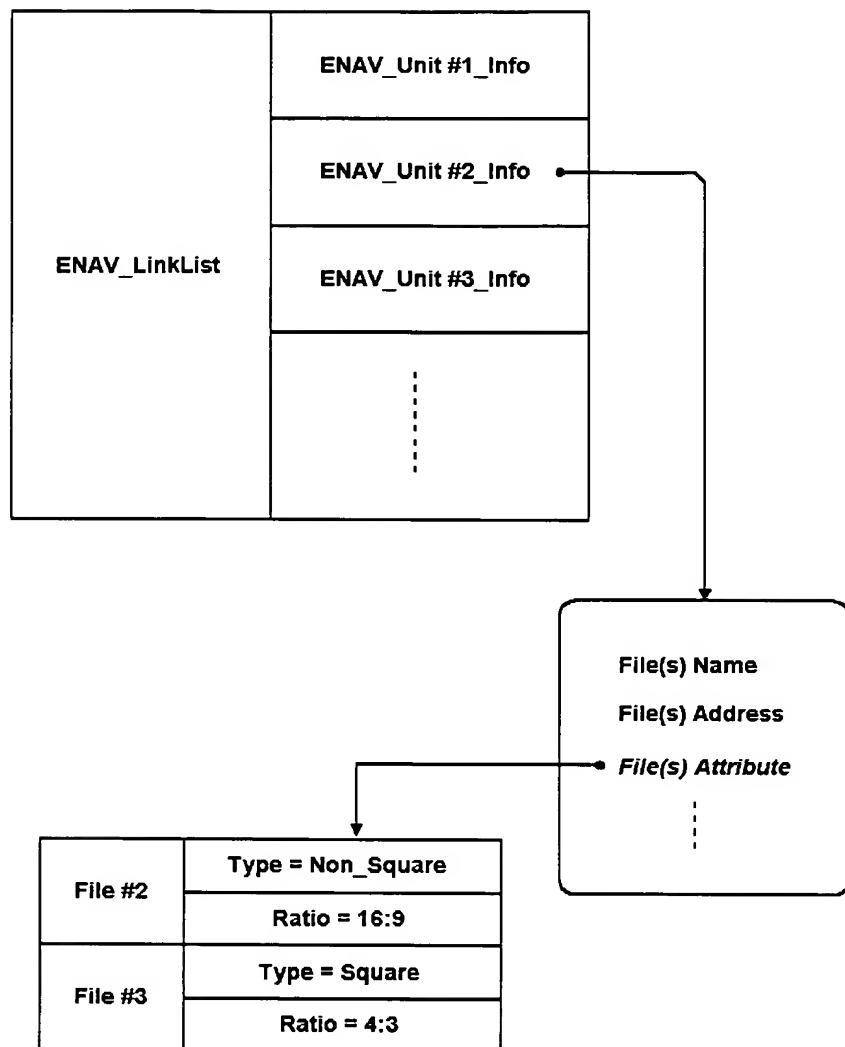 ENAV_Unit #1_Info
ENAV_Unit #2_Info
ENAV_LinkList
ENAV_Unit #3_Info
File(s) Name
File(s) Address
File(s) Attribute
Type = Non_Square
File #2
Ratio = 16:9
Type = Square
File #3
Ratio = 4:3